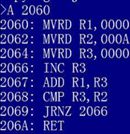 >A 2060
2060: MVRD R1,0000
2062: MVRD R2,000A
2064: MVRD R3,0000
2066: INC R3
2067: ADD R1,R3
2068: CMP R3,R2
2069: JRNZ 2066
206A: RET